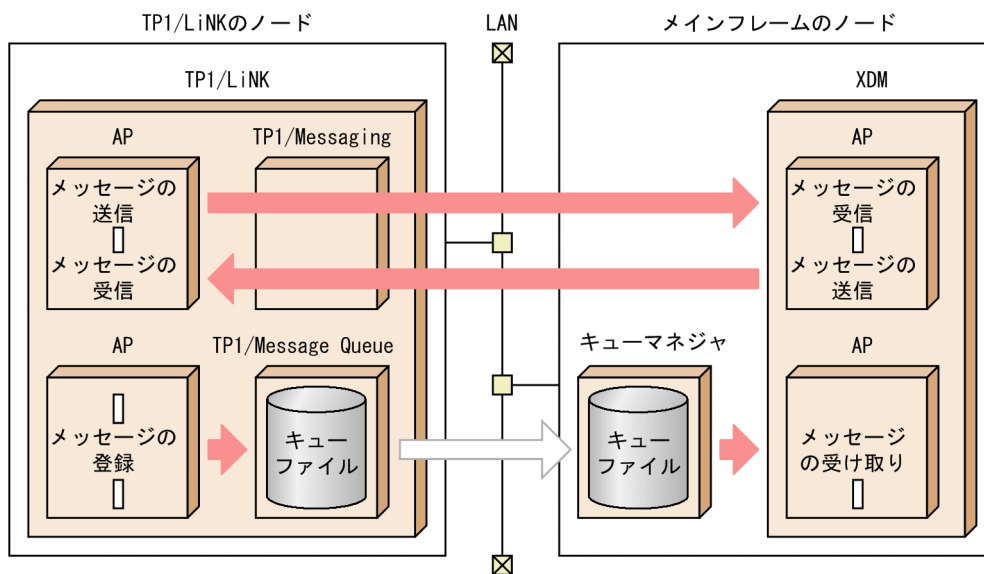 TP1/LiNKのノード
LAN
メインフレームのノード
TP1/LiNK
XDM
AP
TP1/Messaging
AP
メッセージの
送信
メッセージの
受信
メッセージの
受信
メッセージの
送信
AP
TP1/Message Queue
キューマネジャ
AP
メッセージの
登録
キュー
ファイル
キュー
ファイル
メッセージ
の受け取り